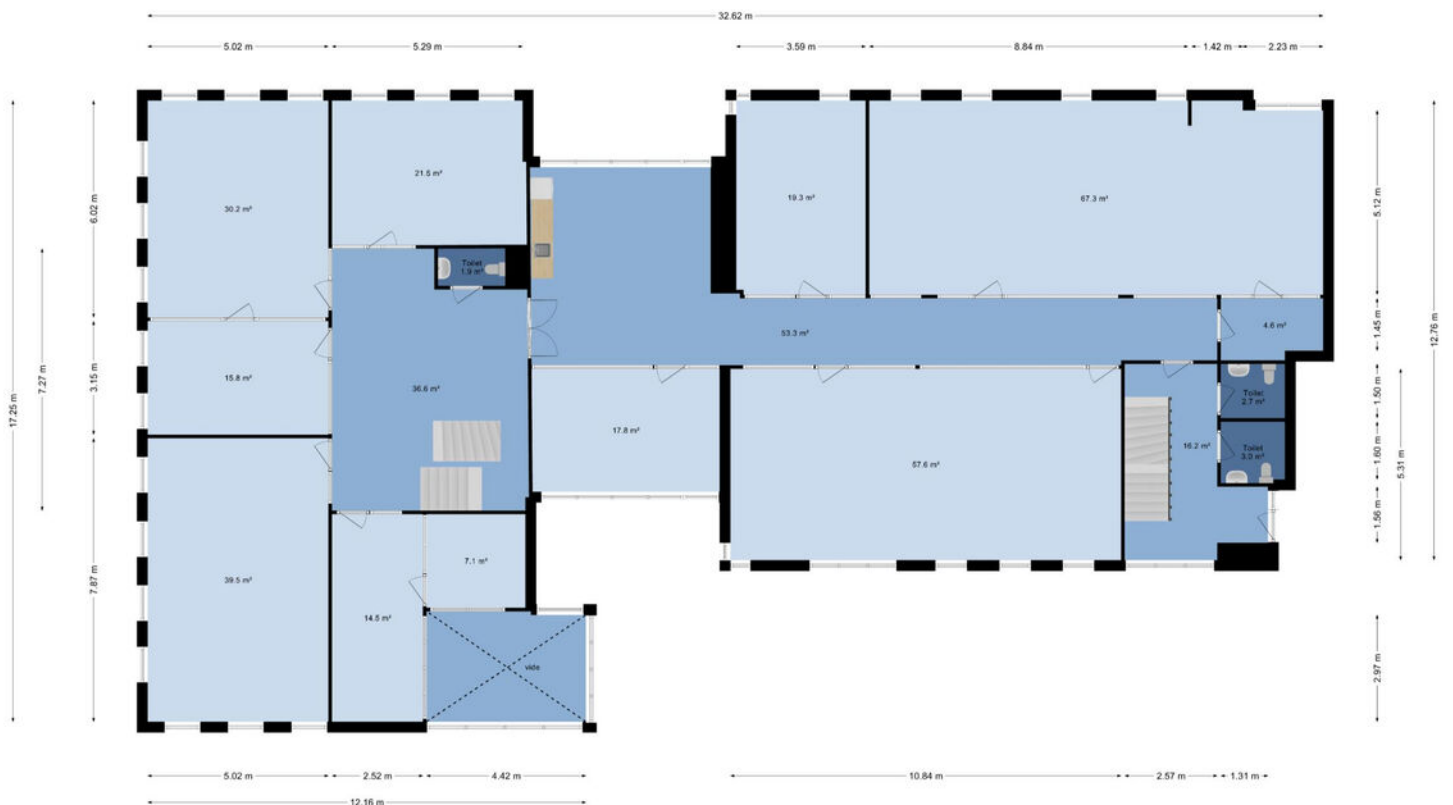 32.62 m
5.02 m
5.29 m
3.59 m
8.84 m
1.42 m
2.23 m
17.25 m
7.27 m
6.02 m
3.15 m
7.87 m
30.2 m²
21.5 m²
Toilet
1.9 m²
19.3 m²
67.3 m²
53.3 m²
4.6 m²
15.8 m²
36.6 m²
17.8 m²
57.6 m²
16.2 m²
Toilet
2.7 m²
Toilet
3.0 m²
39.5 m²
14.5 m²
7.1 m²
vide
5.12 m
1.45 m
1.50 m
1.60 m
1.56 m
5.31 m
12.76 m
2.97 m
5.02 m
2.52 m
4.42 m
10.84 m
2.57 m
1.31 m
12.16 m